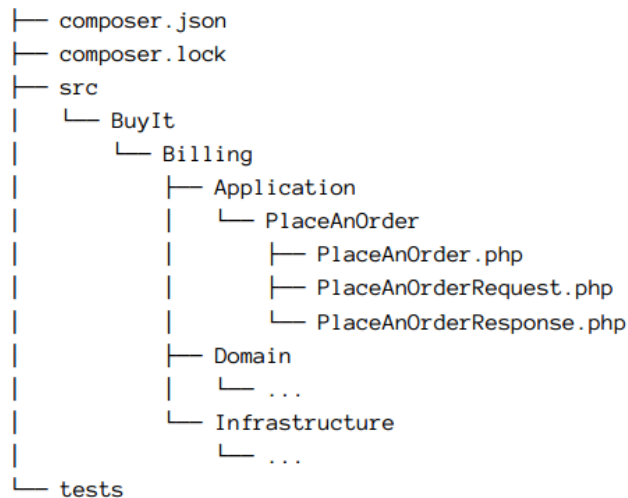 ├── composer.json
├── composer.lock
├── src
│   └── BuyIt
│       └── Billing
│           ├── Application
│           │   └── PlaceAnOrder
│           │       ├── PlaceAnOrder.php
│           │       ├── PlaceAnOrderRequest.php
│           │       └── PlaceAnOrderResponse.php
│           ├── Domain
│           │   └── ...
│           └── Infrastructure
│               └── ...
└── tests